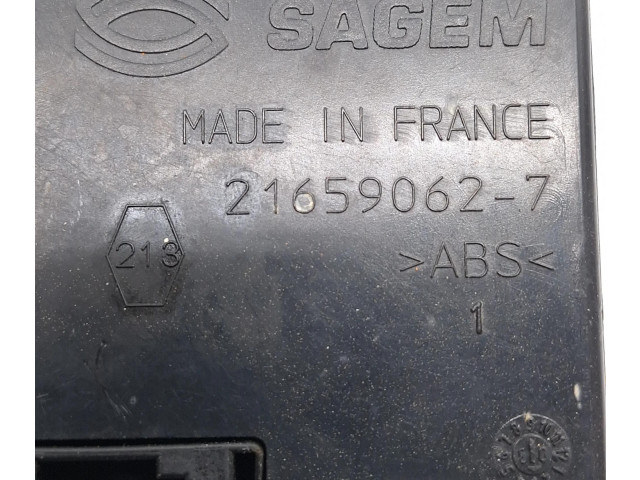 SAGEM
MADE IN FRANCE
21659062-7
213
>ABS<
1